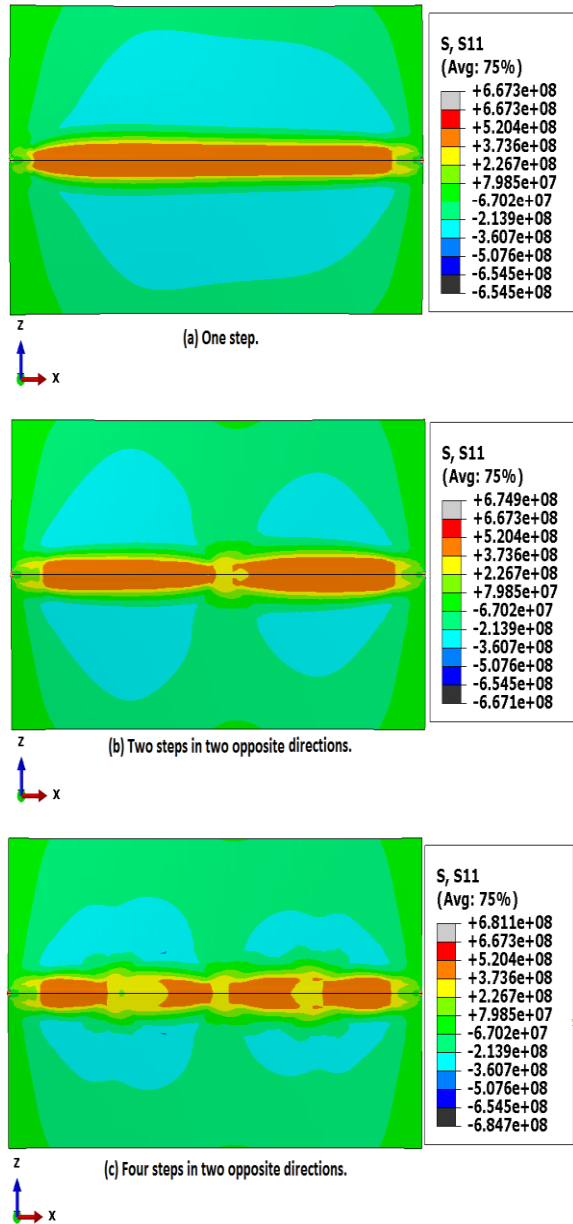 S, S11
(Avg: 75%)
+6.673e+08
+6.673e+08
+5.204e+08
+3.736e+08
+2.267e+08
+7.985e+07
-6.702e+07
-2.139e+08
-3.607e+08
-5.076e+08
-6.545e+08
-6.545e+08
(a) One step.
Z
X
S, S11
(Avg: 75%)
+6.749e+08
+6.673e+08
+5.204e+08
+3.736e+08
+2.267e+08
+7.985e+07
-6.702e+07
-2.139e+08
-3.607e+08
-5.076e+08
-6.545e+08
-6.671e+08
(b) Two steps in two opposite directions.
Z
X
S, S11
(Avg: 75%)
+6.811e+08
+6.673e+08
+5.204e+08
+3.736e+08
+2.267e+08
+7.985e+07
-6.702e+07
-2.139e+08
-3.607e+08
-5.076e+08
-6.545e+08
-6.847e+08
(c) Four steps in two opposite directions.
Z
X